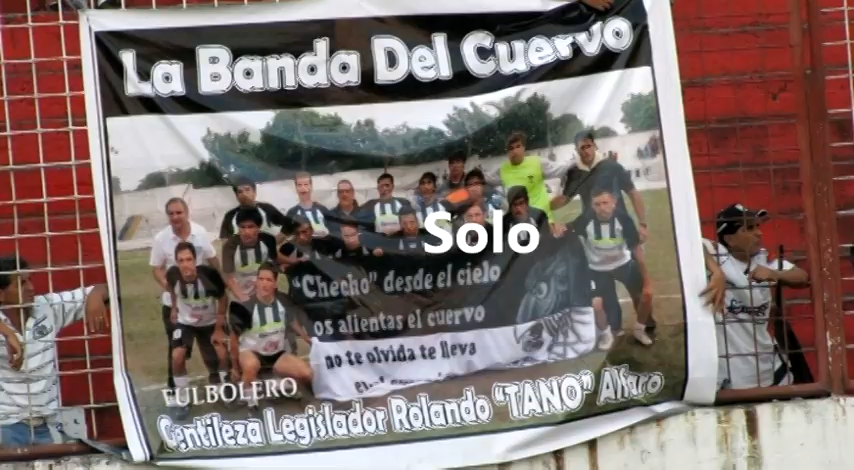 La Banda Del Cuervo
Solo
"Checho" desde el cielo
os alientas el cuervo
no te olvida te lleva
FULBOLERO
Gentileza Legislador Rolando "TANO" Alfaro